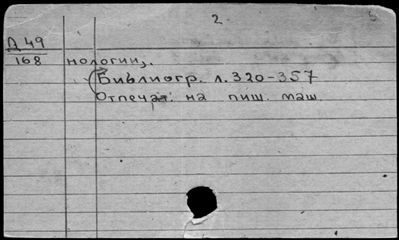 2
Д 49
168 нологии,.
Библиогр. л. 320-357
Отпечат. на пиш. маш.